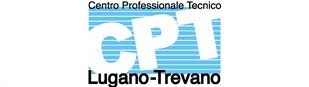 Centro Professionale Tecnico
CPT
Lugano-Trevano